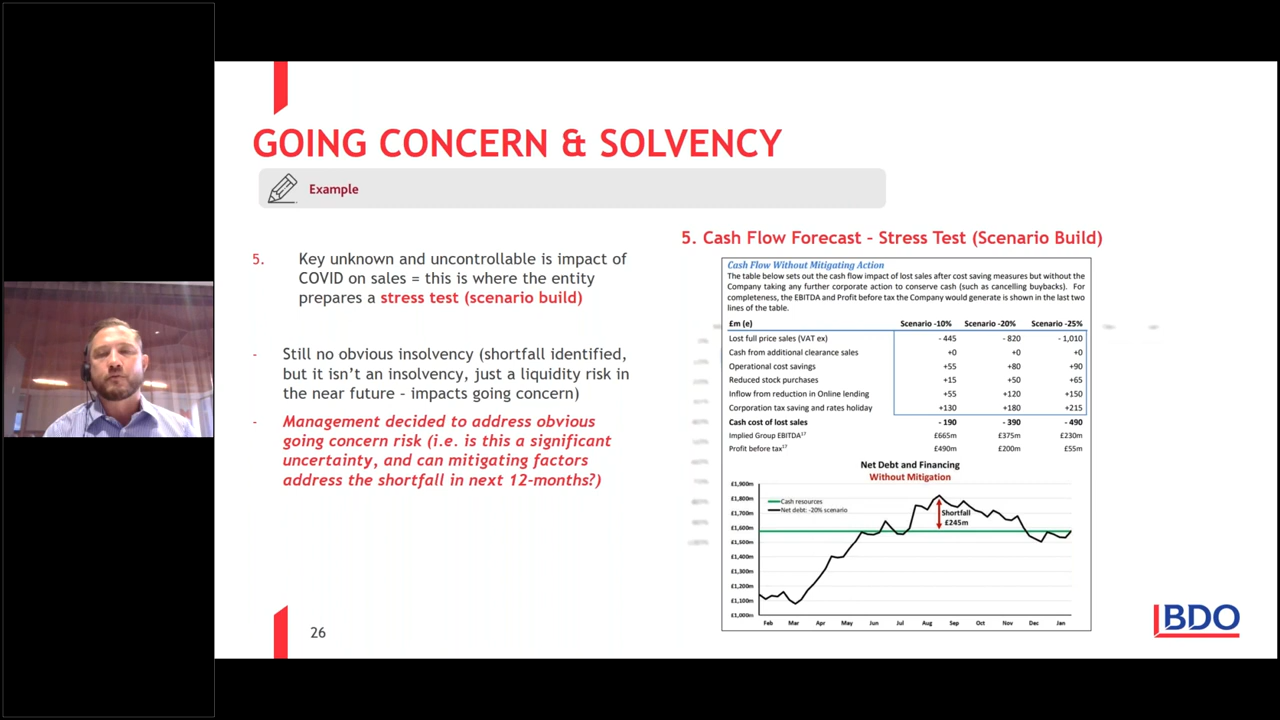 GOING CONCERN & SOLVENCY
Example
5. Key unknown and uncontrollable is impact of
COVID on sales = this is where the entity
prepares a stress test (scenario build)
- Still no obvious insolvency (shortfall identified,
but it isn't an insolvency, just a liquidity risk in
the near future – impacts going concern)
- Management decided to address obvious
going concern risk (i.e. is this a significant
uncertainty, and can mitigating factors
address the shortfall in next 12-months?)
26
5. Cash Flow Forecast – Stress Test (Scenario Build)
Cash Flow Without Mitigating Action
The table below sets out the cash flow impact of lost sales after cost saving measures but without the
Company taking any further corporate action to conserve cash (such as cancelling buybacks). For
completeness, the EBITDA and Profit before tax the Company would generate is shown in the last two
lines of the table.
£m (e) Scenario -10% Scenario -20% Scenario -25%
Lost full price sales (VAT ex) - 445 - 820 - 1,010
Cash from additional clearance sales +0 +0 +0
Operational cost savings +55 +80 +90
Reduced stock purchases +15 +50 +65
Inflow from reduction in Online lending +55 +120 +150
Corporation tax saving and rates holiday +130 +180 +215
Cash cost of lost sales - 190 - 390 - 490
Implied Group EBITDA17 £665m £375m £230m
Profit before tax17 £490m £200m £55m
Net Debt and Financing
Without Mitigation
£1,900m
£1,800m
£1,700m
£1,600m
£1,500m
£1,400m
£1,300m
£1,200m
£1,100m
£1,000m
Cash resources
Net debt: -20% scenario
Shortfall
£245m
Feb Mar Apr May Jun Jul Aug Sep Oct Nov Dec Jan
BDO